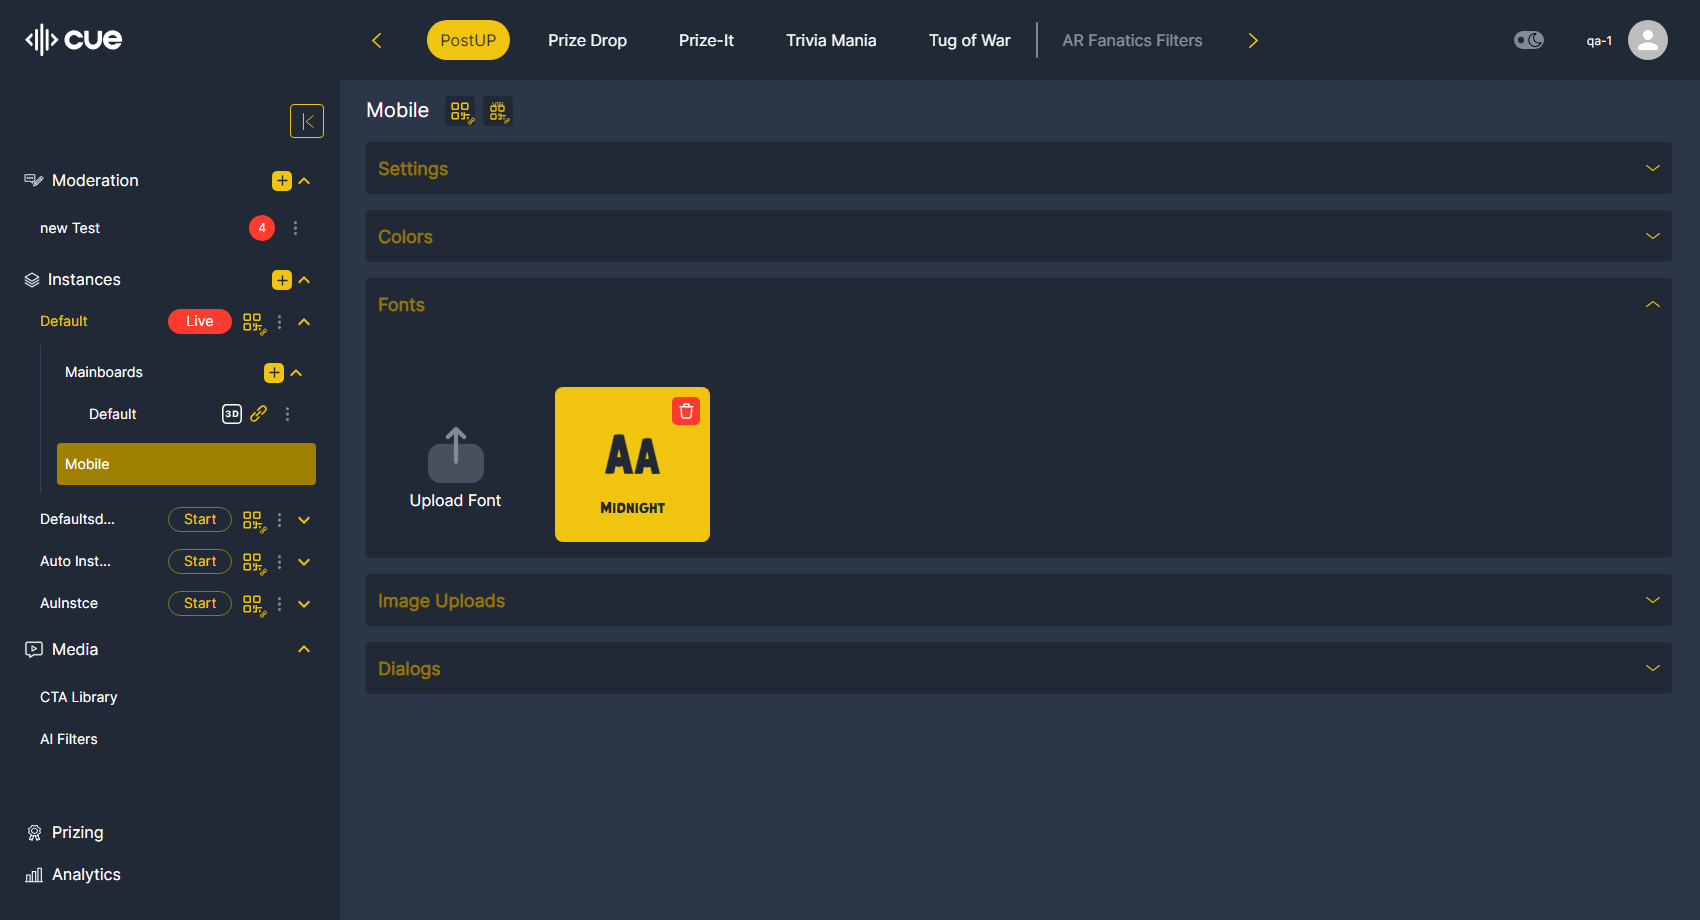 cue
PostUP
Prize Drop
Prize-It
Trivia Mania
Tug of War
AR Fanatics Filters
qa-1
Moderation
new Test
4
Instances
Default
Live
Mainboards
Default
3D
Mobile
Defaultsd...
Start
Auto Inst...
Start
AuInstce
Start
Media
CTA Library
AI Filters
Prizing
Analytics
Mobile
VIP
Settings
Colors
Fonts
Upload Font
AA
MIDNIGHT
Image Uploads
Dialogs